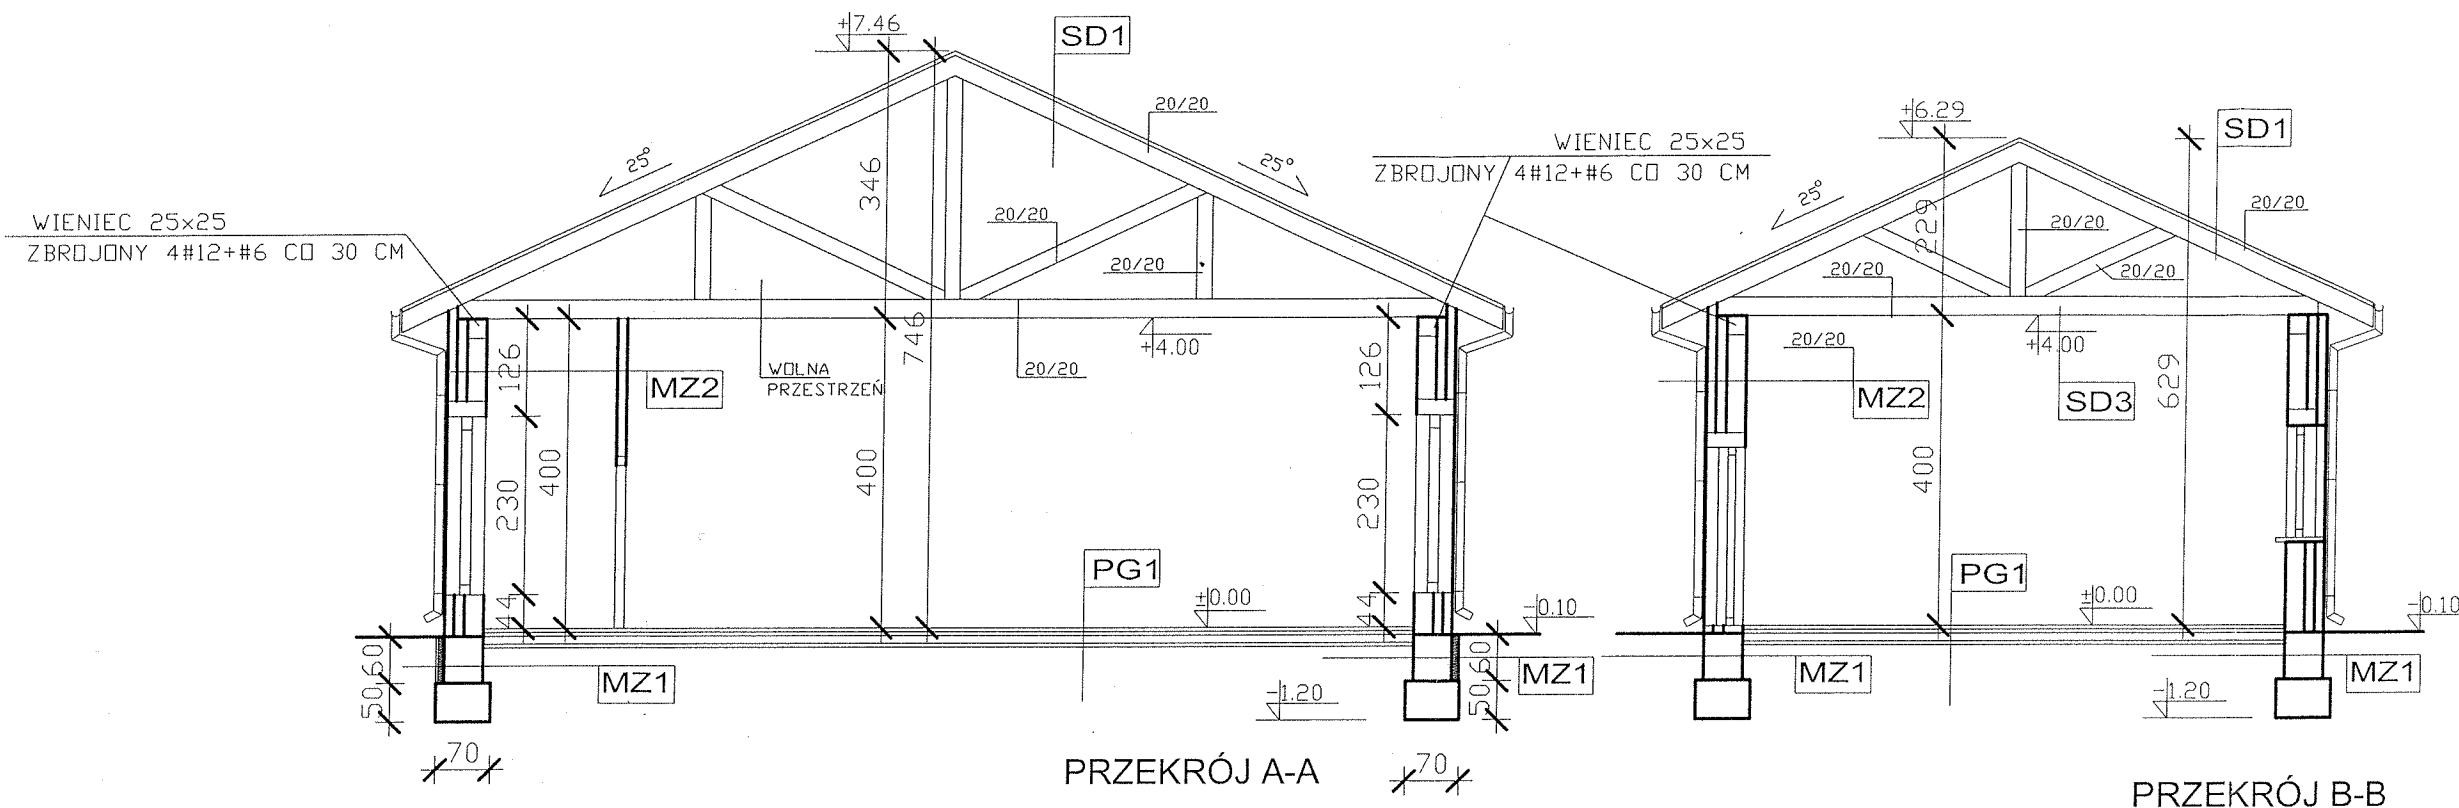 +7.46
SD1
20/20
25°
25°
346
WIENIEC 25x25
ZBROJONY 4#12+#6 CO 30 CM
20/20
20/20
WIENIEC 25x25
ZBROJONY 4#12+#6 CO 30 CM
746
+4.00
126
400
126
WOLNA
PRZESTRZEŃ
20/20
MZ2
230
400
230
PG1
±0.00
-0.10
44
44
60
50
60
50
MZ1
MZ1
-1.20
70
70
PRZEKRÓJ A-A
+6.29
SD1
25°
229
20/20
20/20
20/20
20/20
20/20
+4.00
MZ2
SD3
629
400
PG1
±0.00
-0.10
MZ1
MZ1
-1.20
PRZEKRÓJ B-B